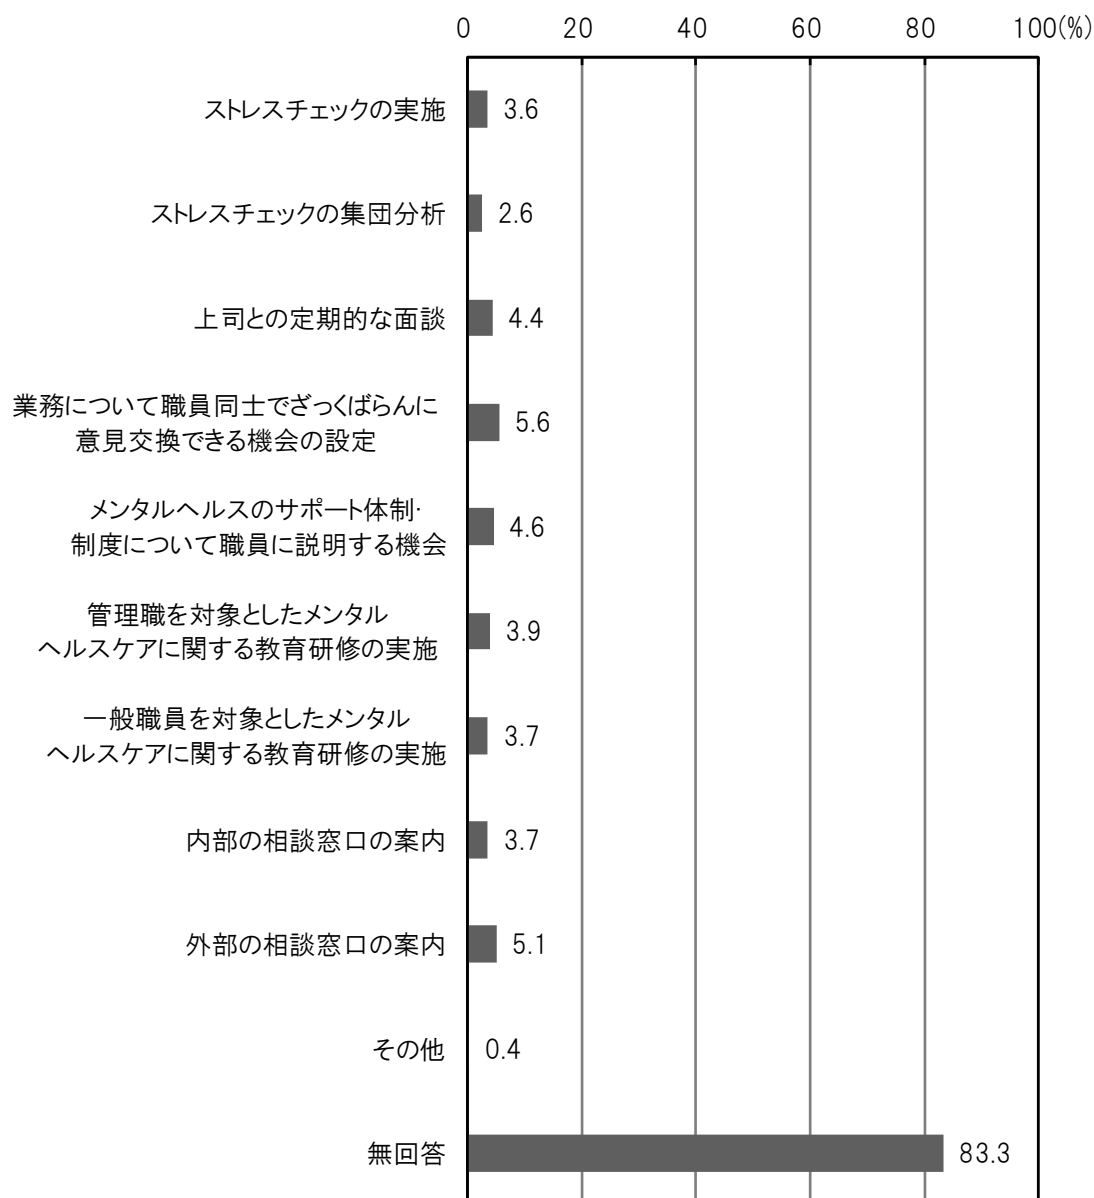 0 20 40 60 80 100(%)
ストレスチェックの実施 3.6
ストレスチェックの集団分析 2.6
上司との定期的な面談 4.4
業務について職員同士でざっくばらんに
意見交換できる機会の設定 5.6
メンタルヘルスのサポート体制・
制度について職員に説明する機会 4.6
管理職を対象としたメンタル
ヘルスケアに関する教育研修の実施 3.9
一般職員を対象としたメンタル
ヘルスケアに関する教育研修の実施 3.7
内部の相談窓口の案内 3.7
外部の相談窓口の案内 5.1
その他 0.4
無回答 83.3